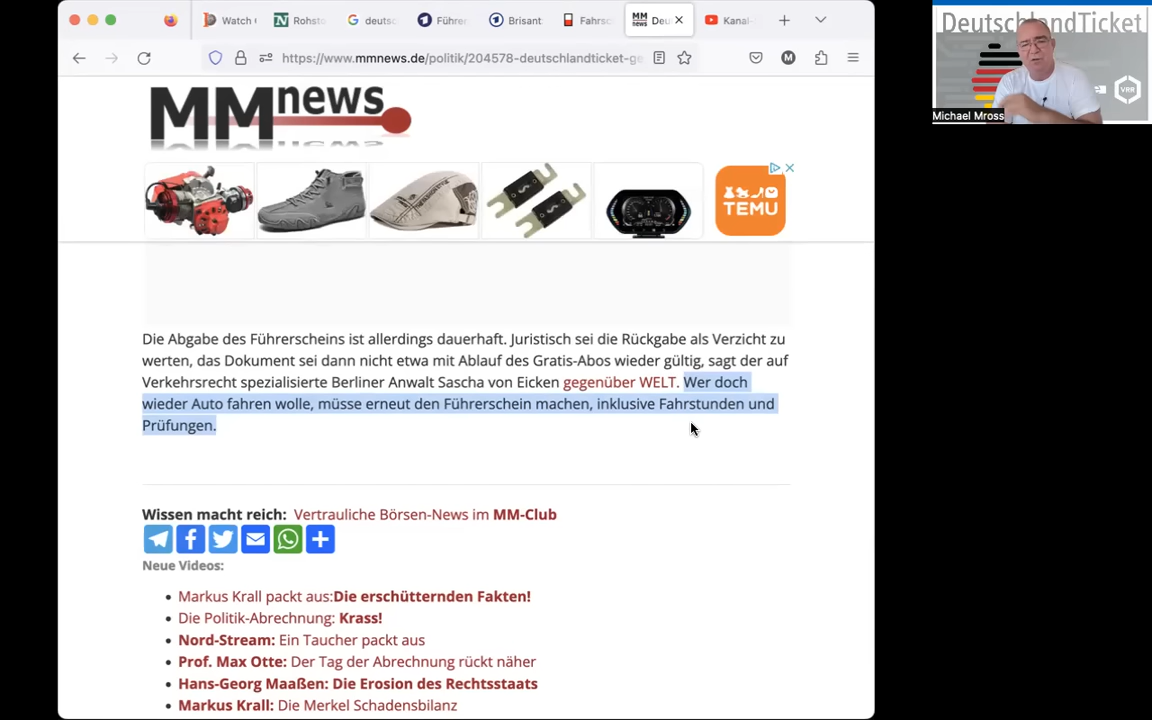 Watch
Rohst
deuts
Führer
Brisant
Fahrsc
MM Deu
Kanal-
https://www.mmnews.de/politik/204578-deutschlandticket-ge
M
MMnews
TEMU
Die Abgabe des Führerscheins ist allerdings dauerhaft. Juristisch sei die Rückgabe als Verzicht zu
werten, das Dokument sei dann nicht etwa mit Ablauf des Gratis-Abos wieder gültig, sagt der auf
Verkehrsrecht spezialisierte Berliner Anwalt Sascha von Eicken gegenüber WELT. Wer doch
wieder Auto fahren wolle, müsse erneut den Führerschein machen, inklusive Fahrstunden und
Prüfungen.
Wissen macht reich: Vertrauliche Börsen-News im MM-Club
Neue Videos:
Markus Krall packt aus:Die erschütternden Fakten!
Die Politik-Abrechnung: Krass!
Nord-Stream: Ein Taucher packt aus
Prof. Max Otte: Der Tag der Abrechnung rückt näher
Hans-Georg Maaßen: Die Erosion des Rechtsstaats
Markus Krall: Die Merkel Schadensbilanz
DeutschlandTicket
VRR
Michael Mross